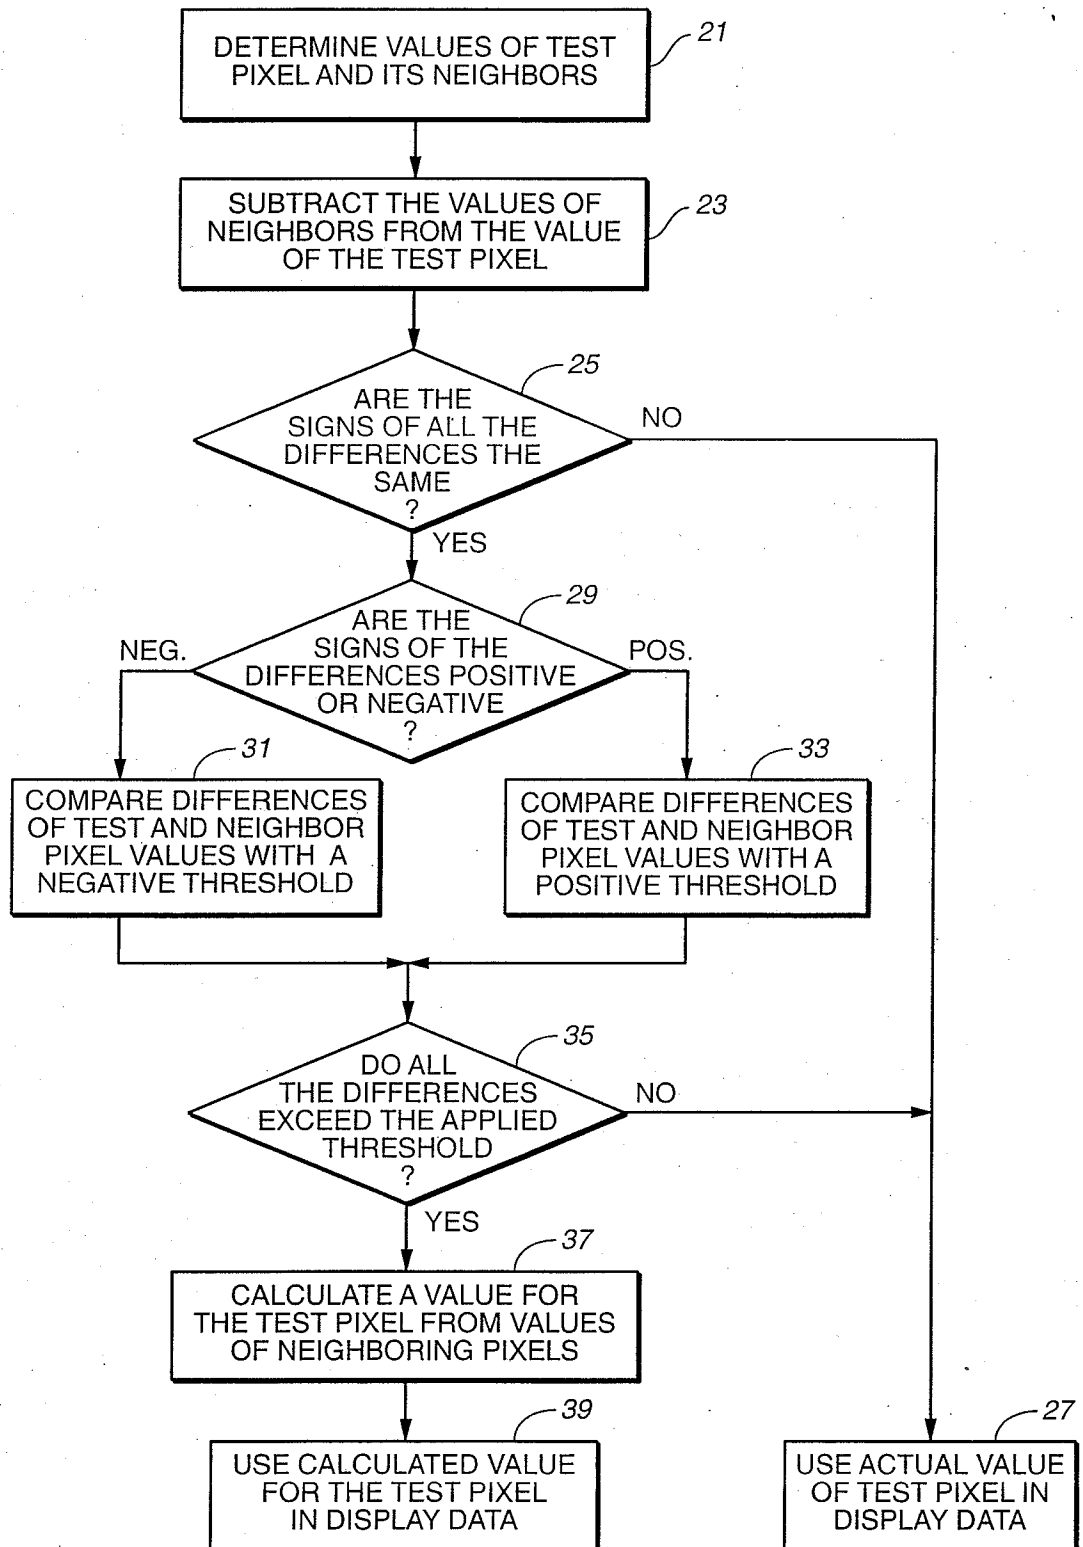 DETERMINE VALUES OF TEST
PIXEL AND ITS NEIGHBORS
21
SUBTRACT THE VALUES OF
NEIGHBORS FROM THE VALUE
OF THE TEST PIXEL
23
25
ARE THE
SIGNS OF ALL THE
DIFFERENCES THE
SAME
?
NO
YES
29
ARE THE
SIGNS OF THE
DIFFERENCES POSITIVE
OR NEGATIVE
?
NEG.
POS.
31
COMPARE DIFFERENCES
OF TEST AND NEIGHBOR
PIXEL VALUES WITH A
NEGATIVE THRESHOLD
33
COMPARE DIFFERENCES
OF TEST AND NEIGHBOR
PIXEL VALUES WITH A
POSITIVE THRESHOLD
35
DO ALL
THE DIFFERENCES
EXCEED THE APPLIED
THRESHOLD
?
NO
YES
37
CALCULATE A VALUE FOR
THE TEST PIXEL FROM VALUES
OF NEIGHBORING PIXELS
39
USE CALCULATED VALUE
FOR THE TEST PIXEL
IN DISPLAY DATA
27
USE ACTUAL VALUE
OF TEST PIXEL IN
DISPLAY DATA